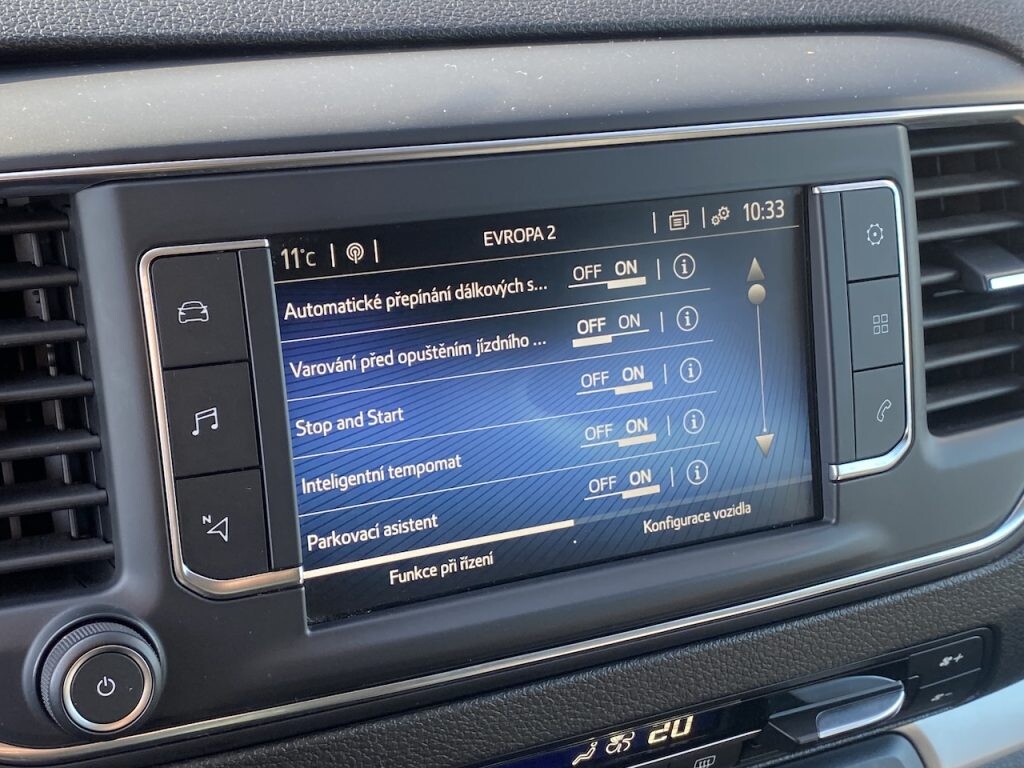 11°C EVROPA 2 10:33
Automatické přepínání dálkových s... OFF ON i
Varování před opuštěním jízdního ... OFF ON i
Stop and Start OFF ON i
Inteligentní tempomat OFF ON i
Parkovací asistent OFF ON i
Funkce při řízení Konfigurace vozidla
N
20